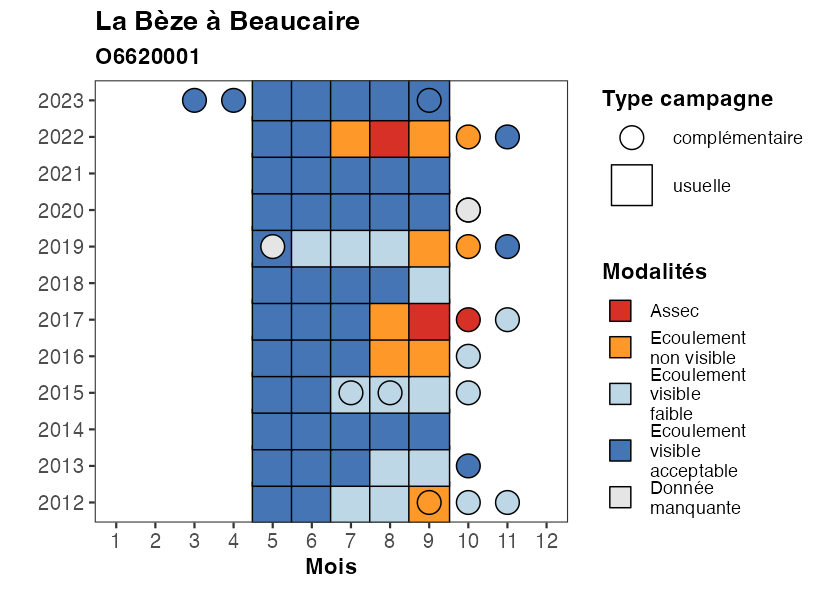 La Bèze à Beaucaire
O6620001
2023
2022
2021
2020
2019
2018
2017
2016
2015
2014
2013
2012
1 2 3 4 5 6 7 8 9 10 11 12
Mois
Type campagne
complémentaire
usuelle
Modalités
Assec
Ecoulement
non visible
Ecoulement
visible
faible
Ecoulement
visible
acceptable
Donnée
manquante